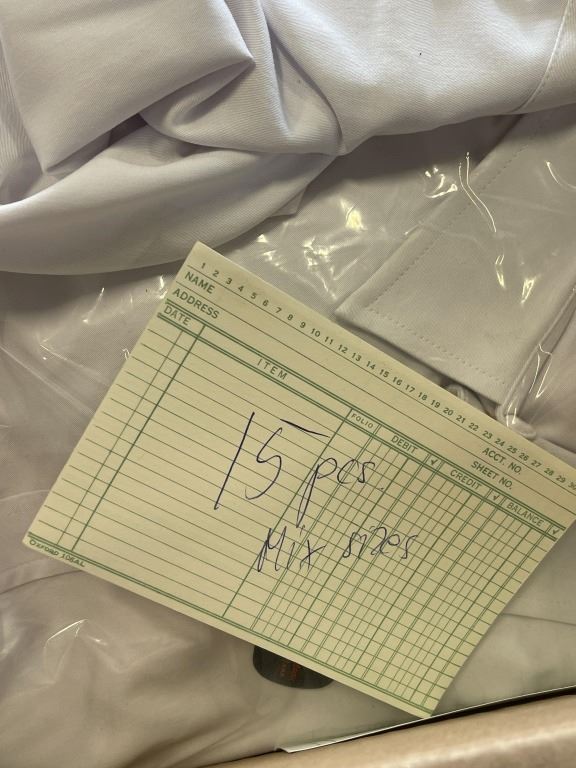 1 2 3 4 5 6 7 8 9 10 11 12 13 14 15 16 17 18 19 20 21 22 23 24 25 26 27 28 29 30
NAME ACCT. NO.
ADDRESS SHEET NO.
DATE ITEM FOLIO DEBIT ✓ CREDIT ✓ BALANCE ✓
15 pcs.
Mix sizes
OXFORD